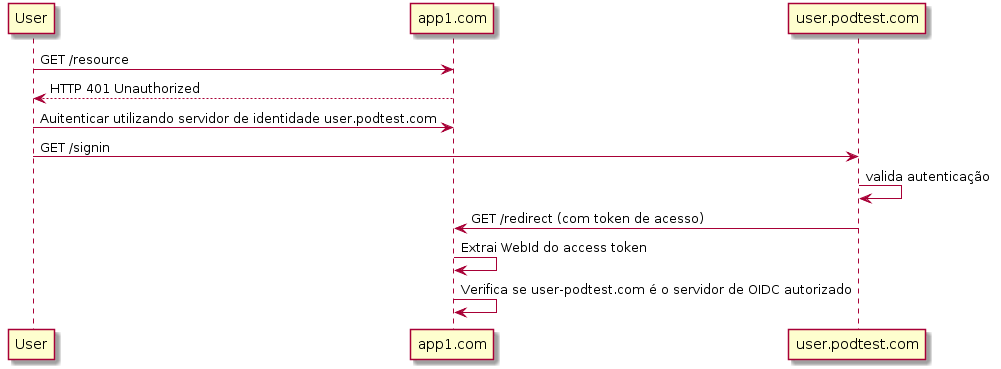 User
app1.com
user.podtest.com
GET /resource
HTTP 401 Unauthorized
Auitenticar utilizando servidor de identidade user.podtest.com
GET /signin
valida autenticação
GET /redirect (com token de acesso)
Extrai WebId do access token
Verifica se user-podtest.com é o servidor de OIDC autorizado
User
app1.com
user.podtest.com